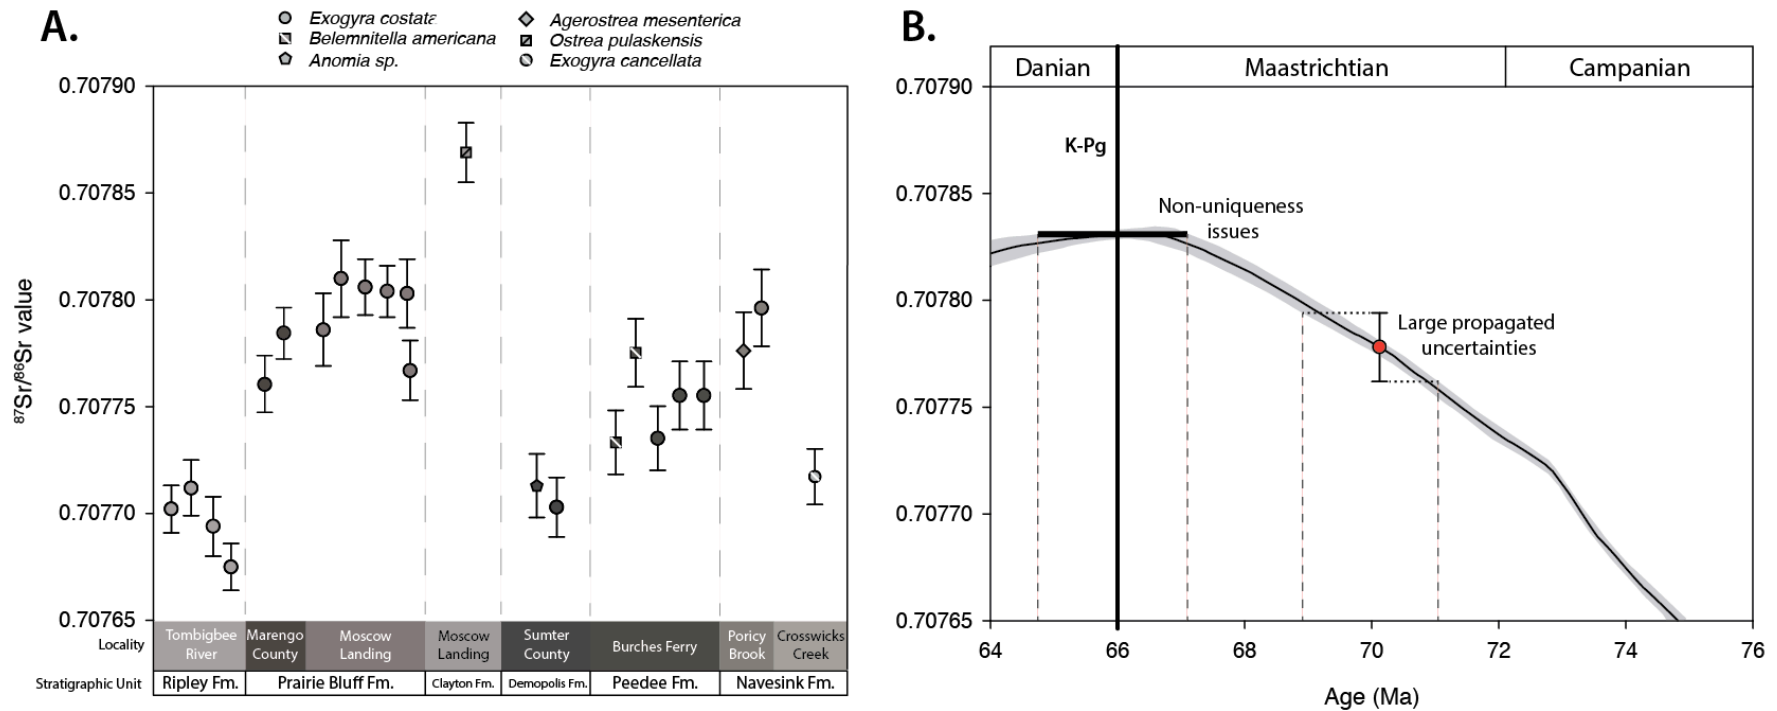 A.
Exogyra costata
Belemnitella americana
Anomia sp.
Agerostrea mesenterica
Ostrea pulaskensis
Exogyra cancellata
87Sr/86Sr value
0.70790
0.70785
0.70780
0.70775
0.70770
0.70765
Locality
Tombigbee
River
Marengo
County
Moscow
Landing
Moscow
Landing
Sumter
County
Burches Ferry
Poricy
Brook
Crosswicks
Creek
Stratigraphic Unit
Ripley Fm.
Prairie Bluff Fm.
Clayton Fm.
Demopolis Fm.
Peedee Fm.
Navesink Fm.
B.
Danian
Maastrichtian
Campanian
0.70790
0.70785
0.70780
0.70775
0.70770
0.70765
K-Pg
Non-uniqueness
issues
Large propagated
uncertainties
64
66
68
70
72
74
76
Age (Ma)